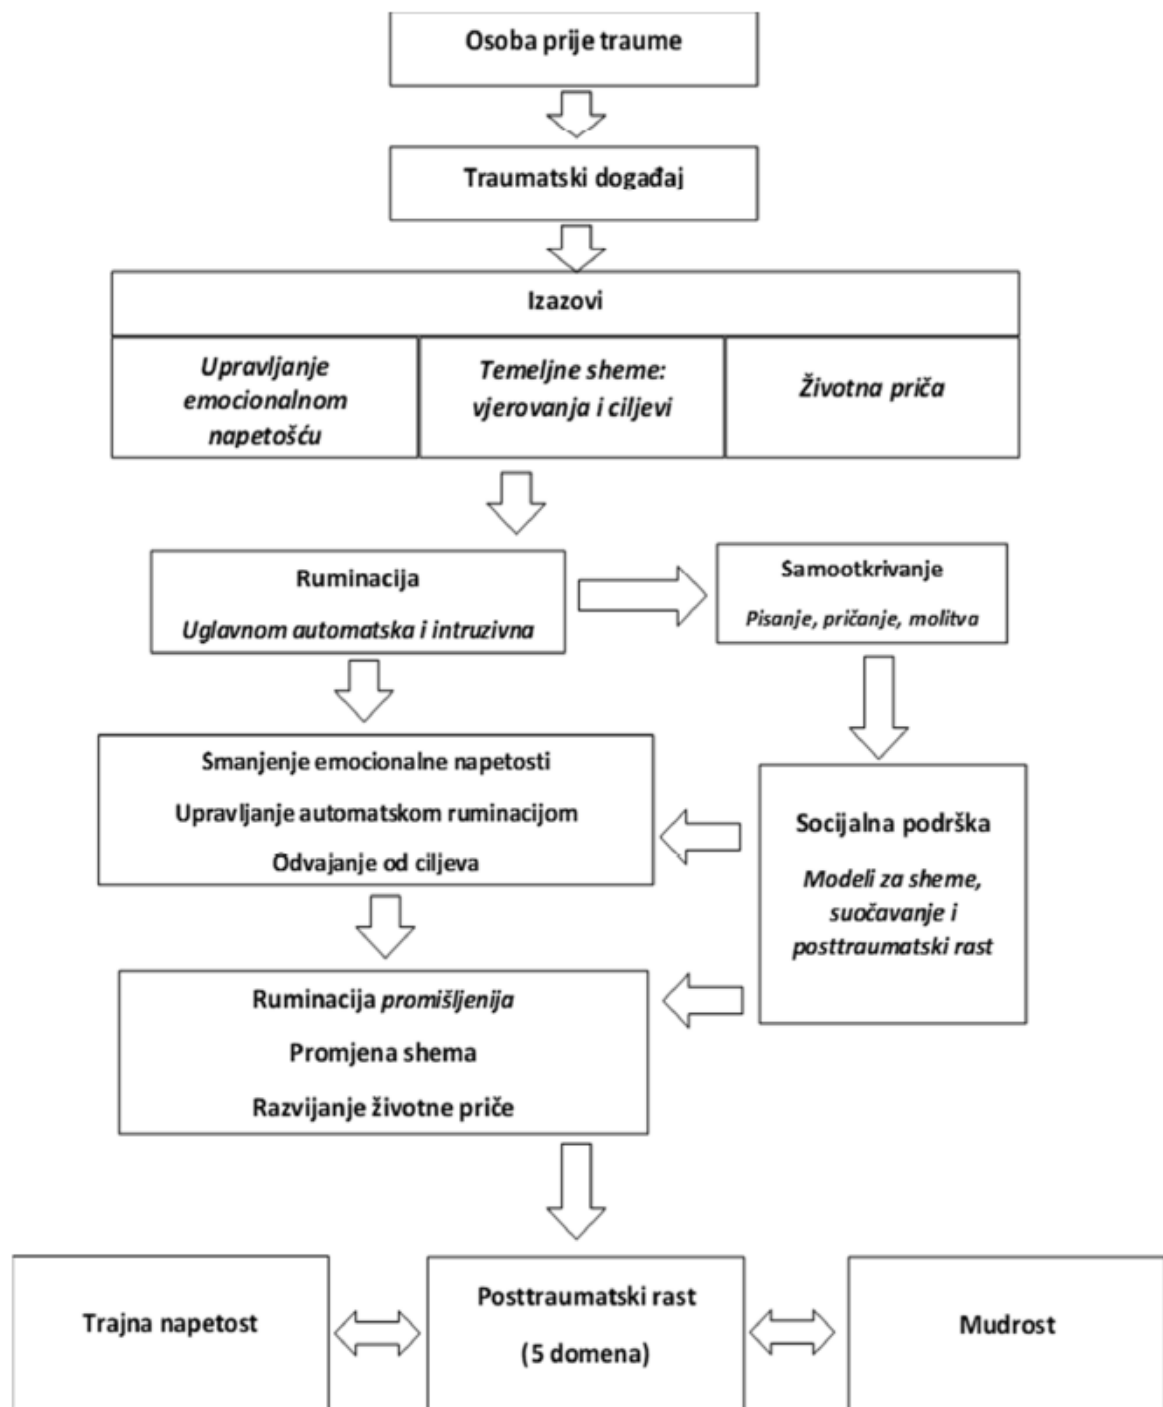 Osoba prije traume
Traumatski događaj
Izazovi
Upravljanje
emocionalnom
napetošću
Temeljne sheme:
vjerovanja i ciljevi
Životna priča
Ruminacija
Uglavnom automatska i intruzivna
Samootkrivanje
Pisanje, pričanje, molitva
Smanjenje emocionalne napetosti
Upravljanje automatskom ruminacijom
Odvajanje od ciljeva
Socijalna podrška
Modeli za sheme,
suočavanje i
posttraumatski rast
Ruminacija promišljenija
Promjena shema
Razvijanje životne priče
Trajna napetost
Posttraumatski rast
(5 domena)
Mudrost